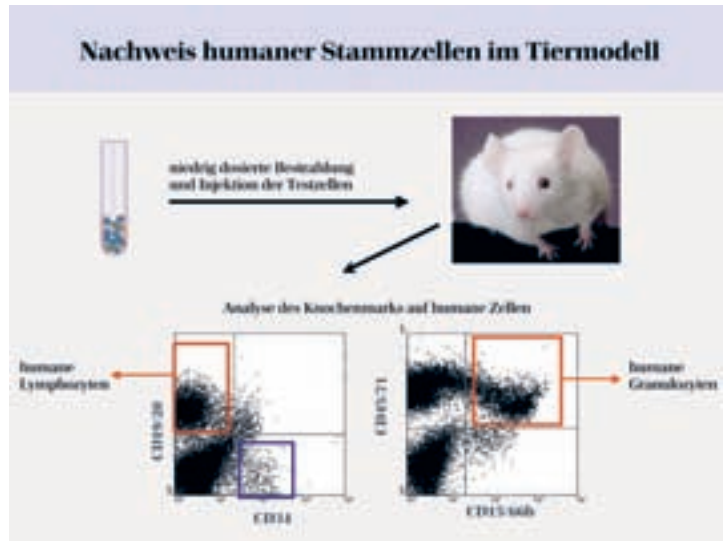 Nachweis humaner Stammzellen im Tiermodell
niedrig dosierte Bestrahlung
und Injektion der Testzellen
Analyse des Knochenmarks auf humane Zellen
humane
Lymphozyten
CD19/20
CD34
CD45/71
CD15/66b
humane
Granulozyten